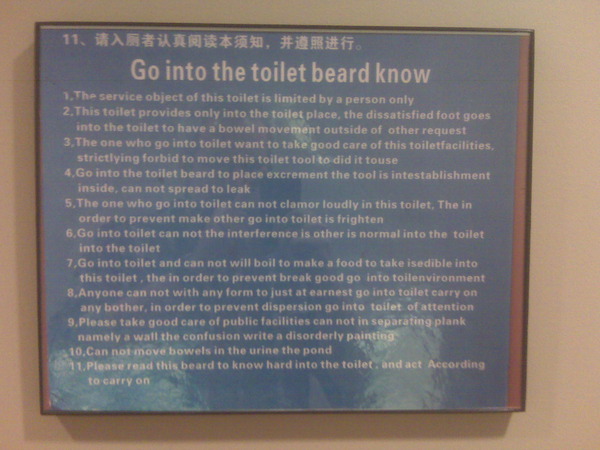 11、请入厕者认真阅读本须知，并遵照进行。
Go into the toilet beard know
1,The service object of this toilet is limited by a person only
2,This toilet provides only into the toilet place, the dissatisfied foot goes
into the toilet to have a bowel movement outside of other request
3,The one who go into toilet want to take good care of this toiletfacilities,
strictlying forbid to move this toilet tool to did it touse
4,Go into the toilet beard to place excrement the tool is intestablishment
inside, can not spread to leak
5,The one who go into toilet can not clamor loudly in this toilet, The in
order to prevent make other go into toilet is frighten
6,Go into toilet can not the interference is other is normal into the toilet
into the toilet
7,Go into toilet and can not will boil to make a food to take isedible into
this toilet , the in order to prevent break good go into toilenvironment
8,Anyone can not with any form to just at earnest go into toilet carry on
any bother, in order to prevent dispersion go into toilet of attention
9,Please take good care of public facilities can not in separating plank
namely a wall the confusion write a disorderly painting
10,Can not move bowels in the urine the pond
11,Please read this beard to know hard into the toilet , and act According
to carry on